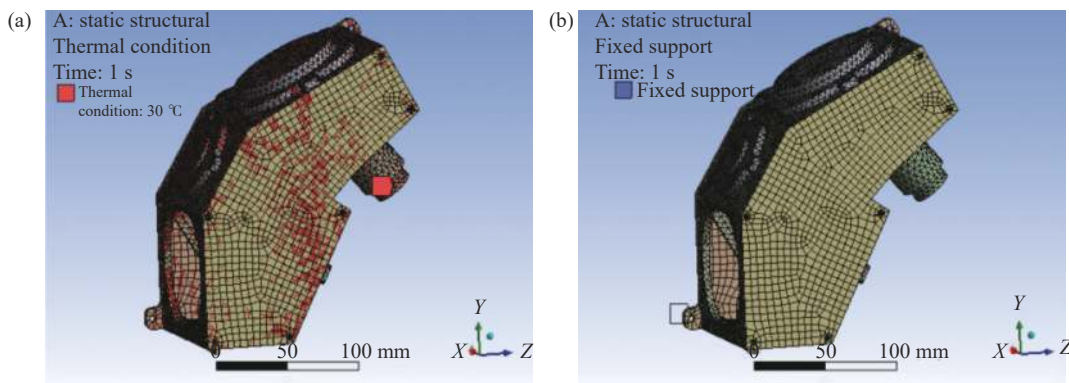 (a)
A: static structural
Thermal condition
Time: 1 s
Thermal
condition: 30 ℃
Y
X
Z
0 50 100 mm
(b)
A: static structural
Fixed support
Time: 1 s
Fixed support
Y
X
Z
0 50 100 mm